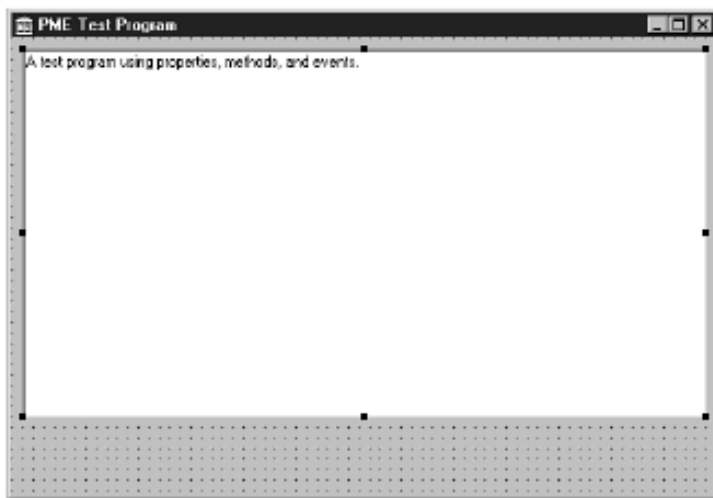 PME Test Program
A test program using properties, methods, and events.